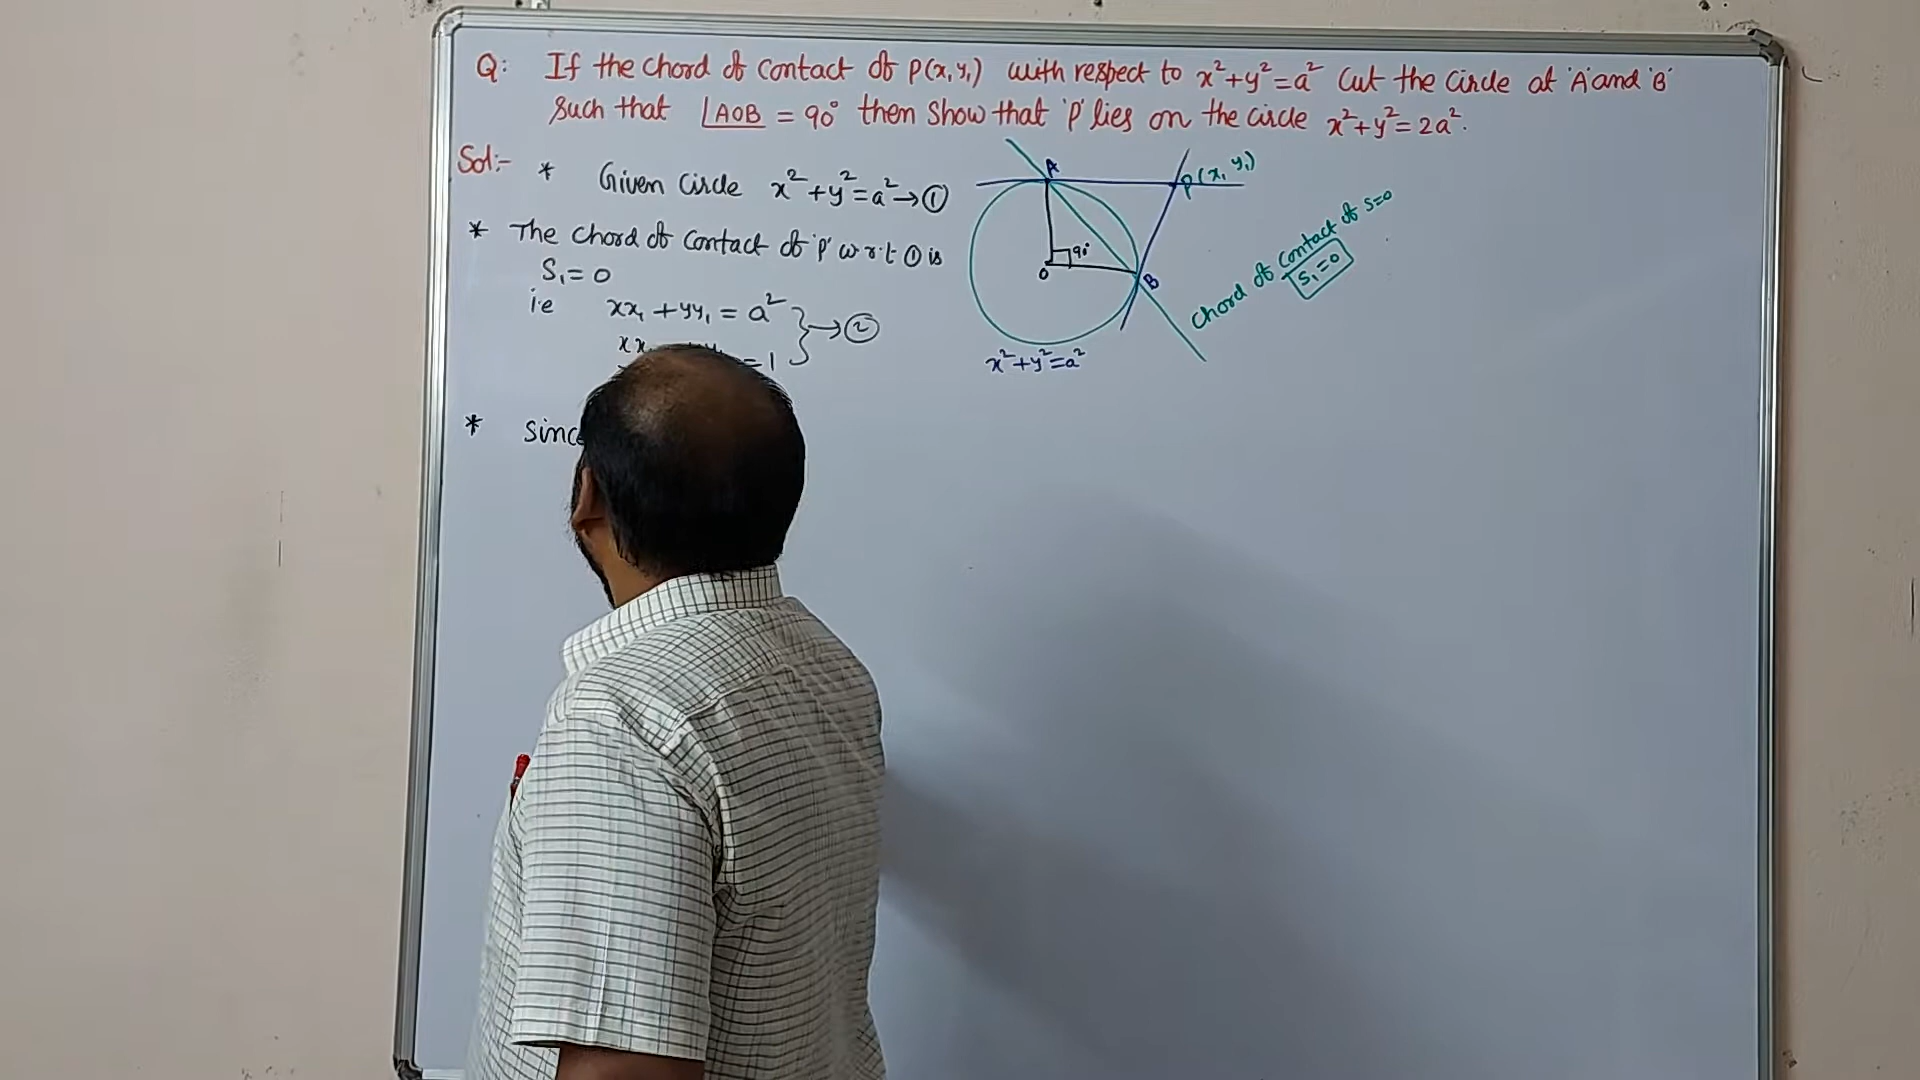 Q: If the chord of contact of P(x₁y₁) with respect to x²+y²=a² cut the circle at 'A' and 'B'
such that ∠AOB = 90° then show that 'P' lies on the circle x²+y²=2a².
Sol:-
* Given circle x²+y²=a² → ①
* The chord of contact of 'P' w.r.t ① is
S₁=0
i.e xx₁ + yy₁ = a²
=1
} → ②
* Since
A
P(x₁ y₁)
90°
O
B
x²+y²=a²
Chord of contact of S=0
S₁=0